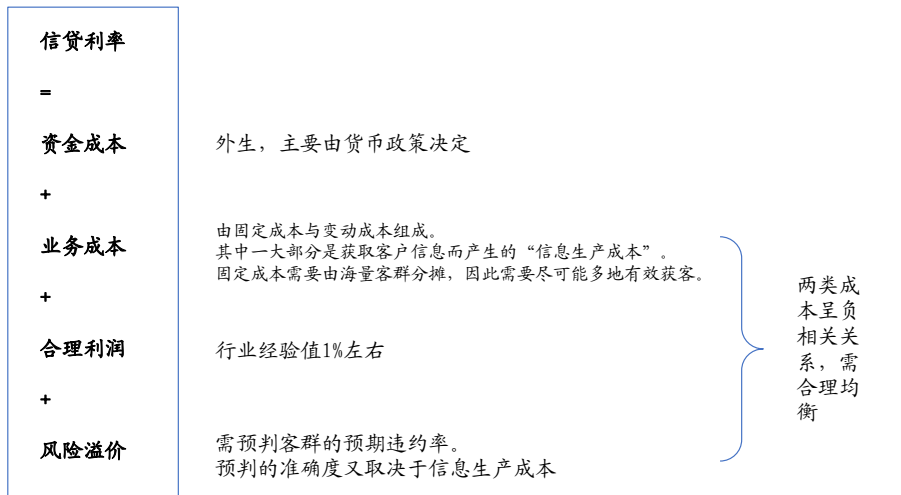 信贷利率
=
资金成本
外生，主要由货币政策决定
+
业务成本
由固定成本与变动成本组成。
其中一大部分是获取客户信息而产生的“信息生产成本”。
固定成本需要由海量客群分摊，因此需要尽可能多地有效获客。
+
合理利润
行业经验值1%左右
+
风险溢价
需预判客群的预期违约率。
预判的准确度又取决于信息生产成本
两类成
本呈负
相关关
系，需
合理均
衡